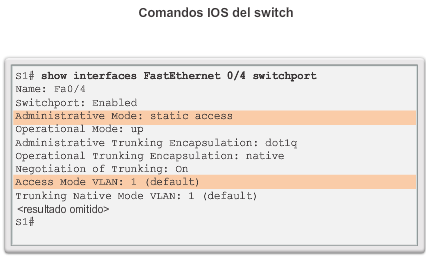 Comandos IOS del switch
S1# show interfaces FastEthernet 0/4 switchport
Name: Fa0/4
Switchport: Enabled
Administrative Mode: static access
Operational Mode: up
Administrative Trunking Encapsulation: dot1q
Operational Trunking Encapsulation: native
Negotiation of Trunking: On
Access Mode VLAN: 1 (default)
Trunking Native Mode VLAN: 1 (default)
<resultado omitido>
S1#